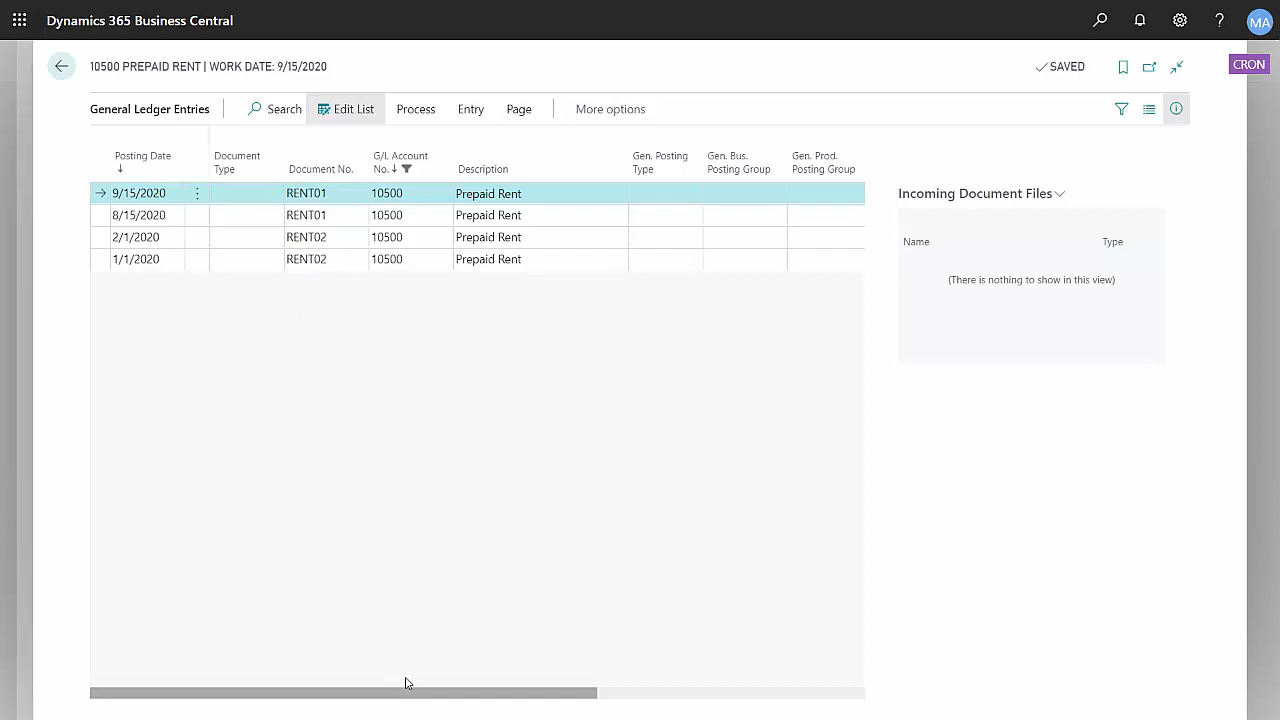 Dynamics 365 Business Central
MA
10500 PREPAID RENT | WORK DATE: 9/15/2020
SAVED
CRON
General Ledger Entries
Search
Edit List
Process
Entry
Page
More options
Posting Date
Document Type
Document No.
G/L Account No.
Description
Gen. Posting Type
Gen. Bus. Posting Group
Gen. Prod. Posting Group
9/15/2020 RENT01 10500 Prepaid Rent
8/15/2020 RENT01 10500 Prepaid Rent
2/1/2020 RENT02 10500 Prepaid Rent
1/1/2020 RENT02 10500 Prepaid Rent
Incoming Document Files
Name Type
(There is nothing to show in this view)